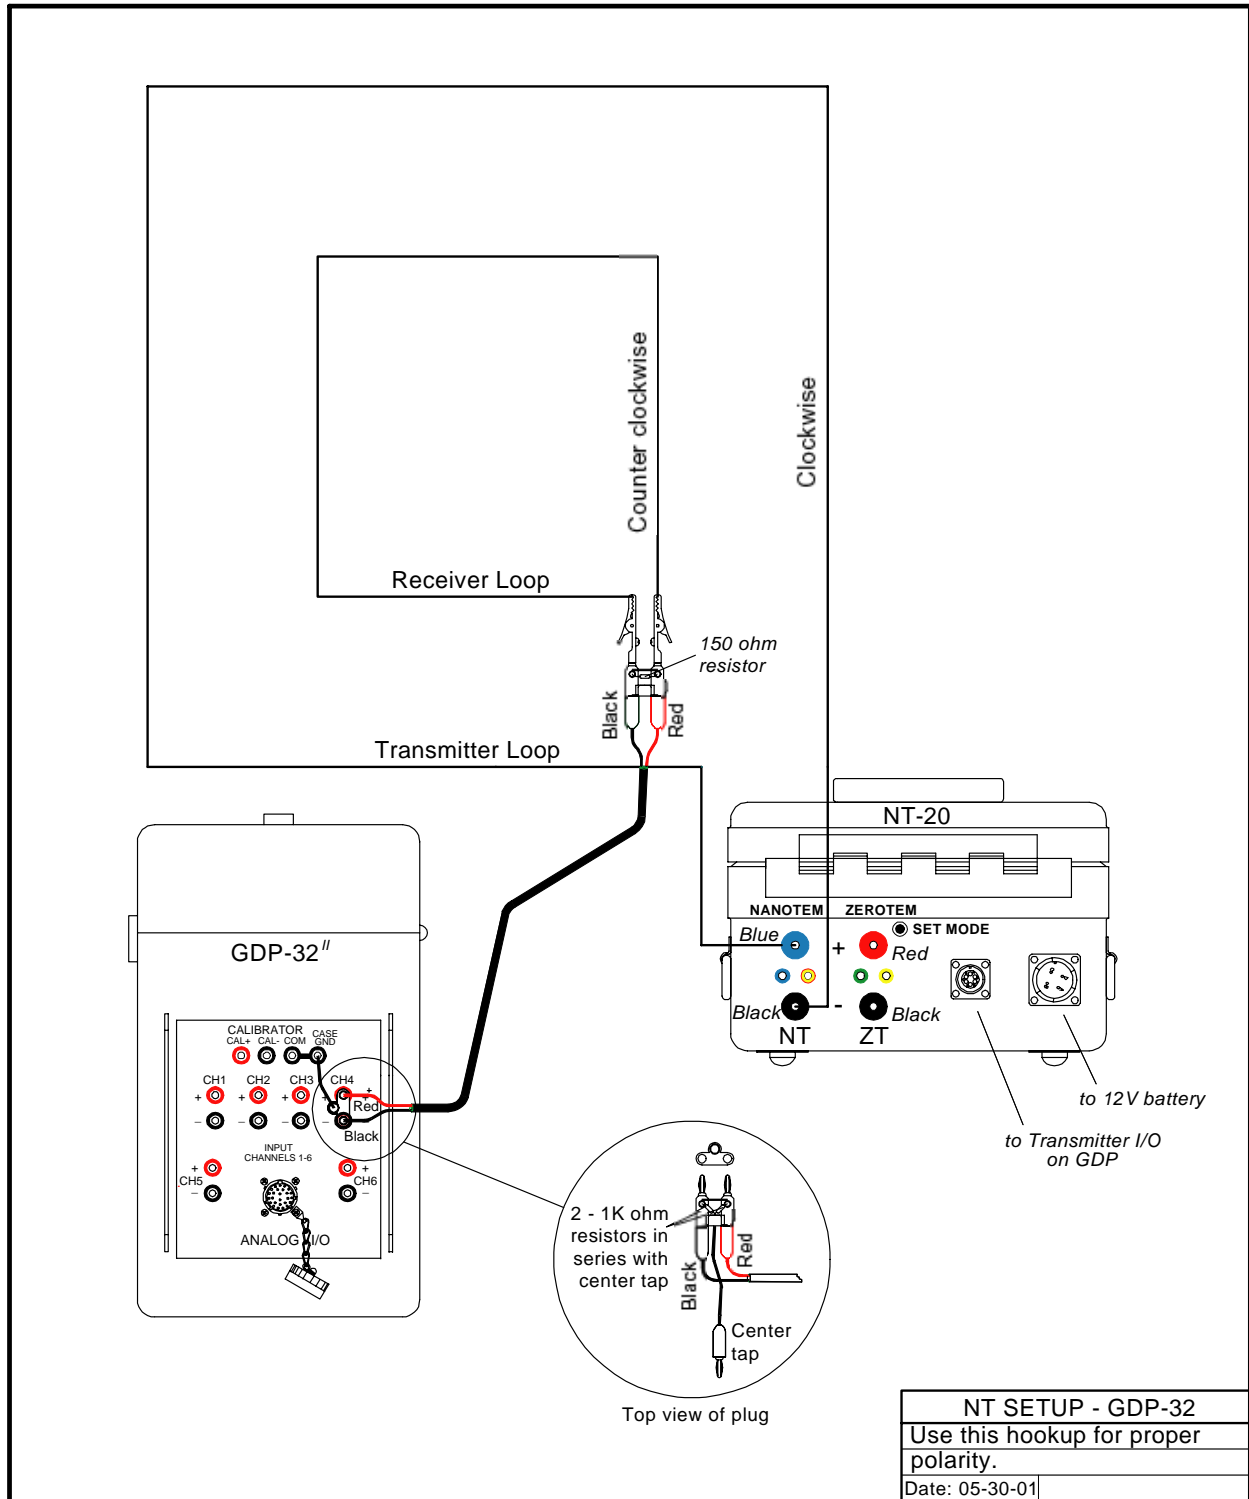 Counter clockwise
Clockwise
Receiver Loop
150 ohm
resistor
Black
Red
Transmitter Loop
NT-20
NANOTEM ZEROTEM
SET MODE
Blue + Red
Black - Black
NT ZT
to 12V battery
to Transmitter I/O
on GDP
GDP-32 II
CALIBRATOR
CAL+ CAL- COM CASE
GND
CH1 CH2 CH3 CH4
+ + + + +
Red
− − − − −
Black
INPUT
CHANNELS 1-6
+ +
CH5 CH6
− −
ANALOG I/O
2 - 1K ohm
resistors in
series with
center tap
Black
Red
Center
tap
Top view of plug
NT SETUP - GDP-32
Use this hookup for proper
polarity.
Date: 05-30-01